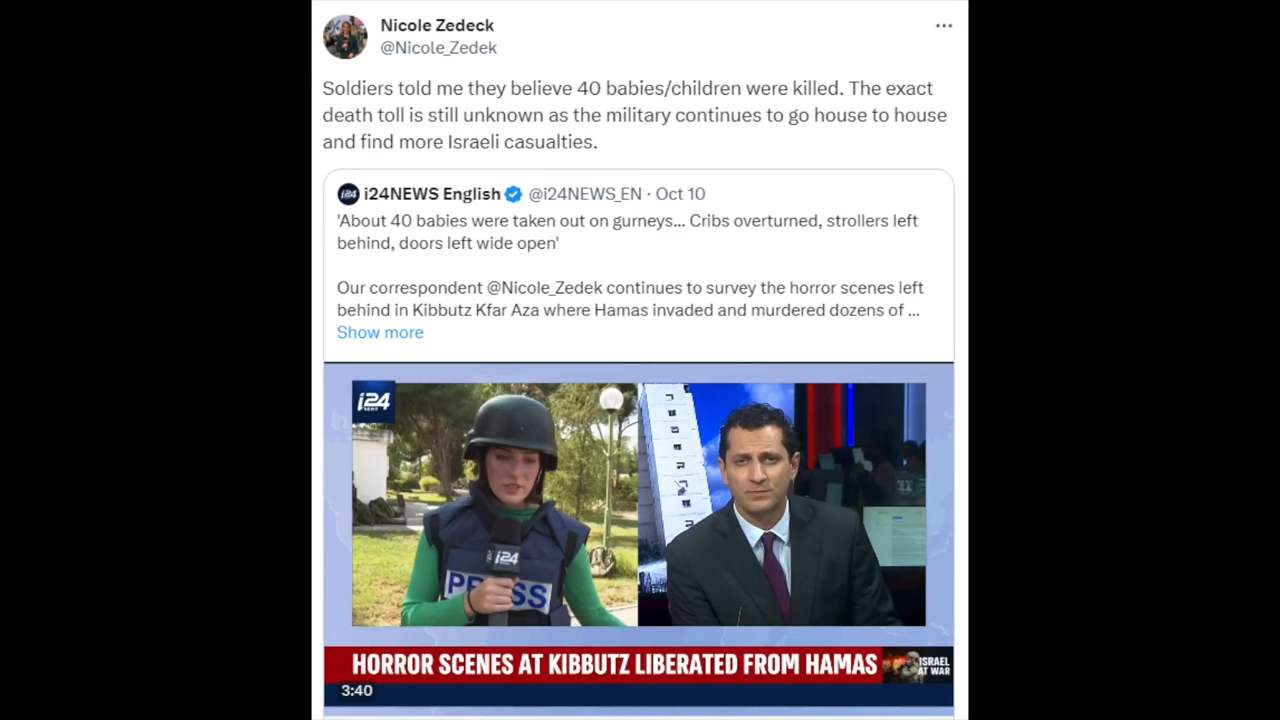 Nicole Zedeck
@Nicole_Zedek
Soldiers told me they believe 40 babies/children were killed. The exact
death toll is still unknown as the military continues to go house to house
and find more Israeli casualties.
i24NEWS English @i24NEWS_EN · Oct 10
'About 40 babies were taken out on gurneys... Cribs overturned, strollers left
behind, doors left wide open'
Our correspondent @Nicole_Zedek continues to survey the horror scenes left
behind in Kibbutz Kfar Aza where Hamas invaded and murdered dozens of ...
Show more
i24
NEWS
i24
PRESS
HORROR SCENES AT KIBBUTZ LIBERATED FROM HAMAS
ISRAEL
AT WAR
3:40